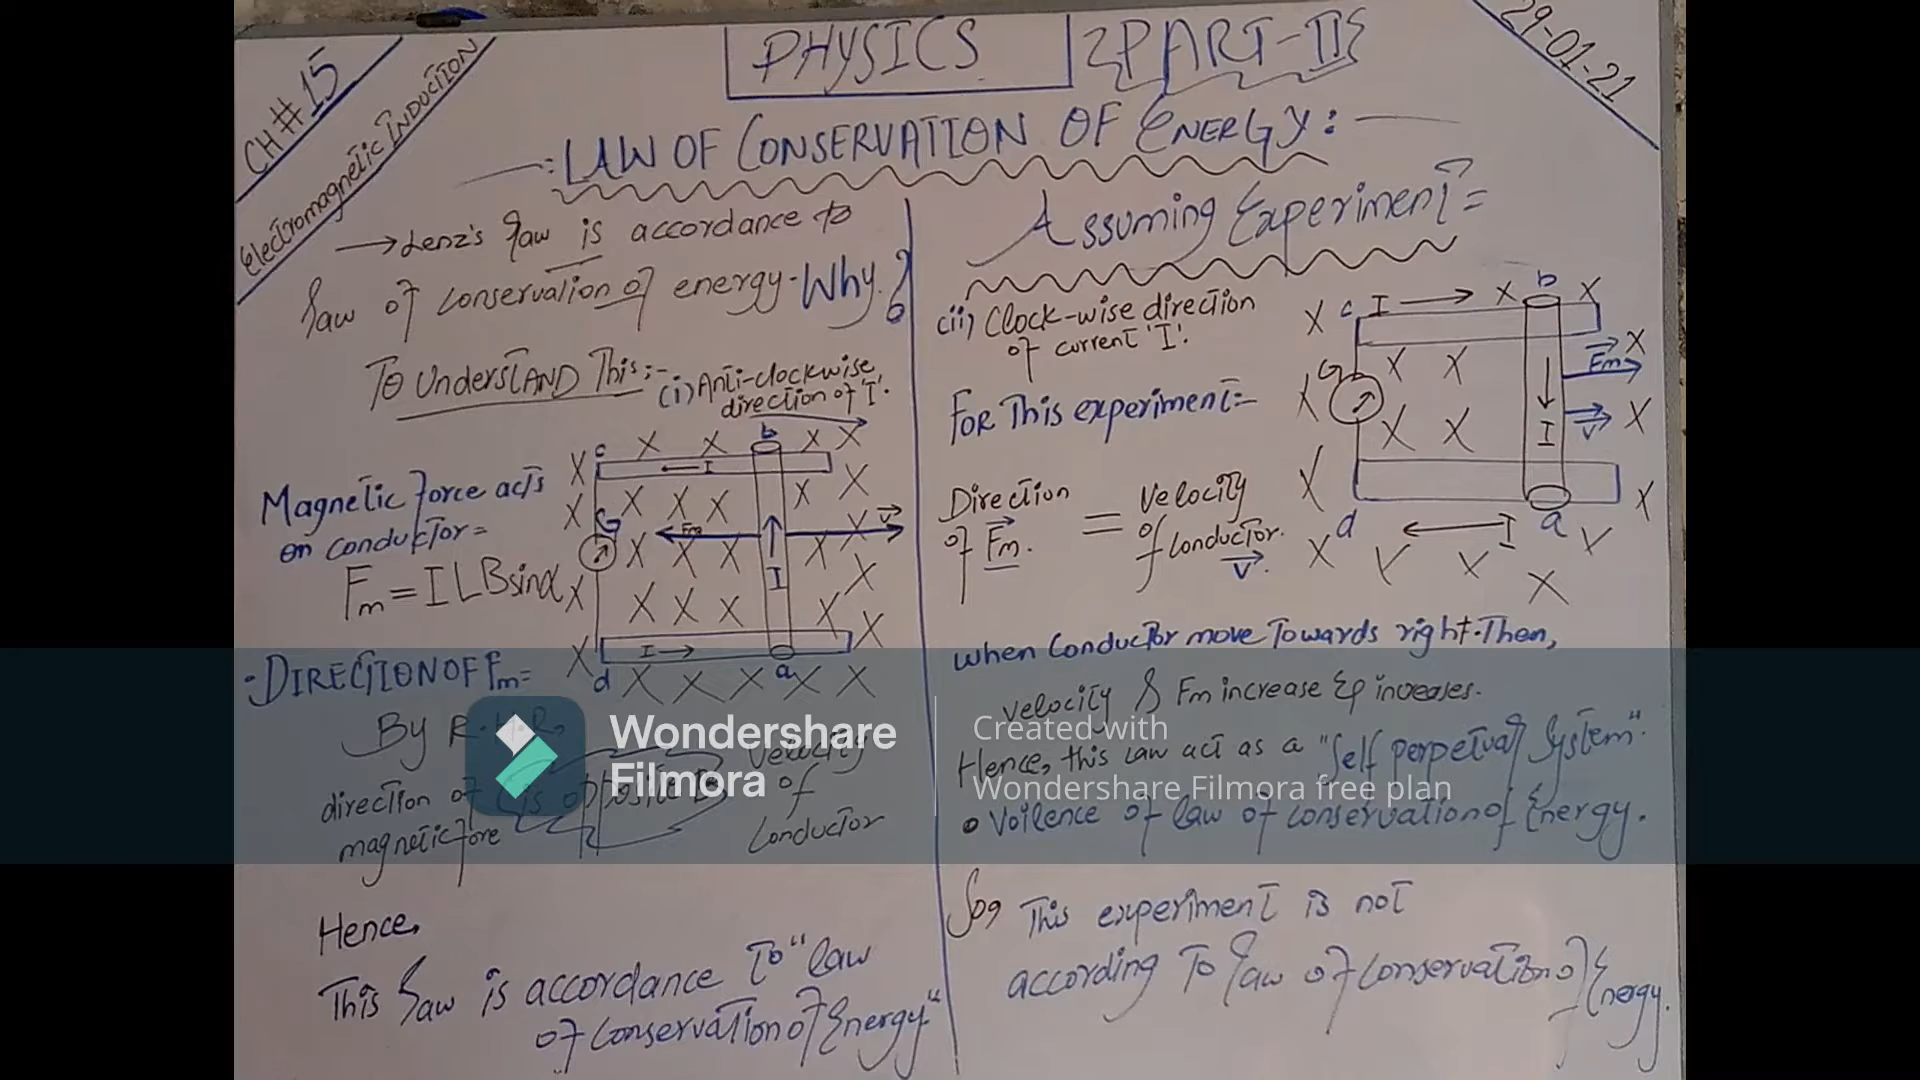 CH#15
Electromagnetic INDUCTION
PHYSICS
PART-II
29-01-21
LAW OF CONSERVATION OF ENERGY:
→ Lenz's Law is accordance to
Law of conservation of energy. Why?
To UnderstAND This:-
(i) Anti-clockwise
direction of 'I'.
Magnetic Force acts
on conductor=
Fm = ILBsinα
b
c
I
G
Fm
V
I
I →
d
a
• DIRECTION OF Fm=
By R.H.R,
direction of is opposite to velocity
magnetic fore
of
Conductor
Hence,
This Law is accordance to "law
of Conservation of Energy"
Assuming Experiment=
(ii) Clock-wise direction
of current 'I'.
For This experiment=
Direction of Fm. = Velocity of Conductor. V.
b
c I →
G
Fm
V
I
d
← I
a
when Conductor move Towards right. Then,
velocity & Fm increase & increases.
Hence, this Law act as a "Self perpetual System".
• Voilence of law of conservation of Energy.
So, This experiment is not
according To Law of Conservation of Energy.
Wondershare
Filmora
Created with
Wondershare Filmora free plan